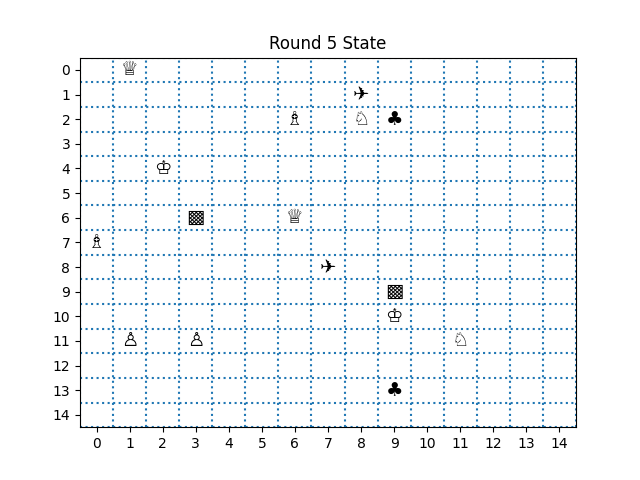 Round 5 State
0 ♕
1 ✈
2 ♗ ♘ ♣
3
4 ♔
5
6 ▩ ♕
7 ♗
8 ✈
9 ▩
10 ♔
11 ♙ ♙ ♘
12
13 ♣
14
0 1 2 3 4 5 6 7 8 9 10 11 12 13 14